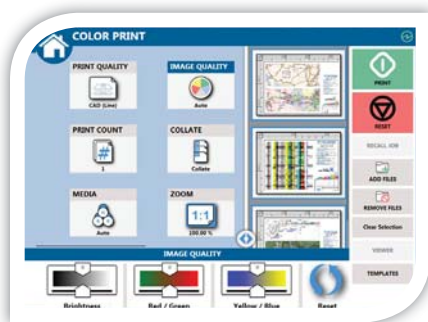 COLOR PRINT
PRINT QUALITY
CAD (Line)
IMAGE QUALITY
Auto
PRINT COUNT
#
1
COLLATE
Collate
MEDIA
Auto
ZOOM
1:1
100.00 %
PRINT
RESET
RECALL JOB
ADD FILES
REMOVE FILES
Clear Selection
VIEWER
TEMPLATES
IMAGE QUALITY
Brightness
Red / Green
Yellow / Blue
Reset